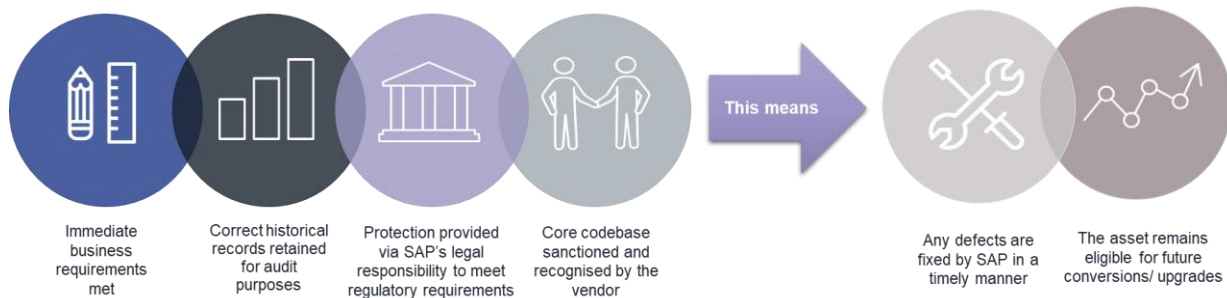 Immediate
business
requirements
met
Correct historical
records retained
for audit
purposes
Protection provided
via SAP's legal
responsibility to meet
regulatory requirements
Core codebase
sanctioned and
recognised by the
vendor
This means
Any defects are
fixed by SAP in a
timely manner
The asset remains
eligible for future
conversions/ upgrades